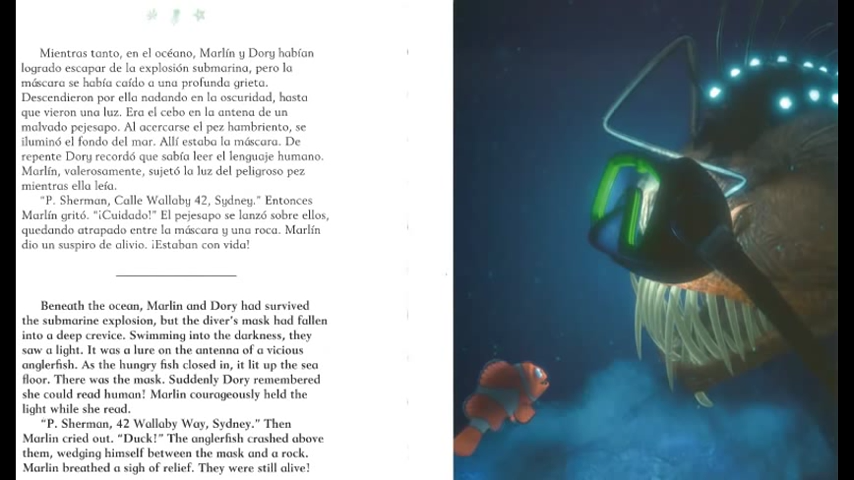 Mientras tanto, en el océano, Marlín y Dory habían
logrado escapar de la explosión submarina, pero la
máscara se había caído a una profunda grieta.
Descendieron por ella nadando en la oscuridad, hasta
que vieron una luz. Era el cebo en la antena de un
malvado pejesapo. Al acercarse el pez hambriento, se
iluminó el fondo del mar. Allí estaba la máscara. De
repente Dory recordó que sabía leer el lenguaje humano.
Marlín, valerosamente, sujetó la luz del peligroso pez
mientras ella leía.
"P. Sherman, Calle Wallaby 42, Sydney." Entonces
Marlín gritó. "¡Cuidado!" El pejesapo se lanzó sobre ellos,
quedando atrapado entre la máscara y una roca. Marlín
dio un suspiro de alivio. ¡Estaban con vida!
Beneath the ocean, Marlin and Dory had survived
the submarine explosion, but the diver's mask had fallen
into a deep crevice. Swimming into the darkness, they
saw a light. It was a lure on the antenna of a vicious
anglerfish. As the hungry fish closed in, it lit up the sea
floor. There was the mask. Suddenly Dory remembered
she could read human! Marlin courageously held the
light while she read.
"P. Sherman, 42 Wallaby Way, Sydney." Then
Marlin cried out. "Duck!" The anglerfish crashed above
them, wedging himself between the mask and a rock.
Marlin breathed a sigh of relief. They were still alive!